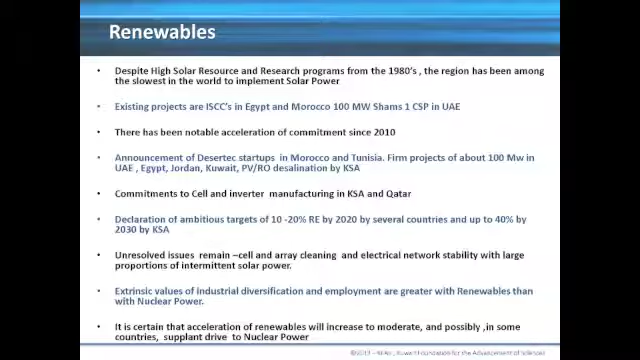 Renewables
• Despite High Solar Resource and Research programs from the 1980's , the region has been among
the slowest in the world to implement Solar Power
• Existing projects are ISCC's in Egypt and Morocco 100 MW Shams 1 CSP in UAE
• There has been notable acceleration of commitment since 2010
• Announcement of Desertec startups in Morocco and Tunisia. Firm projects of about 100 Mw in
UAE , Egypt, Jordan, Kuwait, PV/RO desalination by KSA
• Commitments to Cell and inverter manufacturing in KSA and Qatar
• Declaration of ambitious targets of 10 -20% RE by 2020 by several countries and up to 40% by
2030 by KSA
• Unresolved issues remain –cell and array cleaning and electrical network stability with large
proportions of intermittent solar power.
• Extrinsic values of industrial diversification and employment are greater with Renewables than
with Nuclear Power.
• It is certain that acceleration of renewables will increase to moderate, and possibly ,in some
countries, supplant drive to Nuclear Power
Kuwait Foundation for the Advancement of Sciences